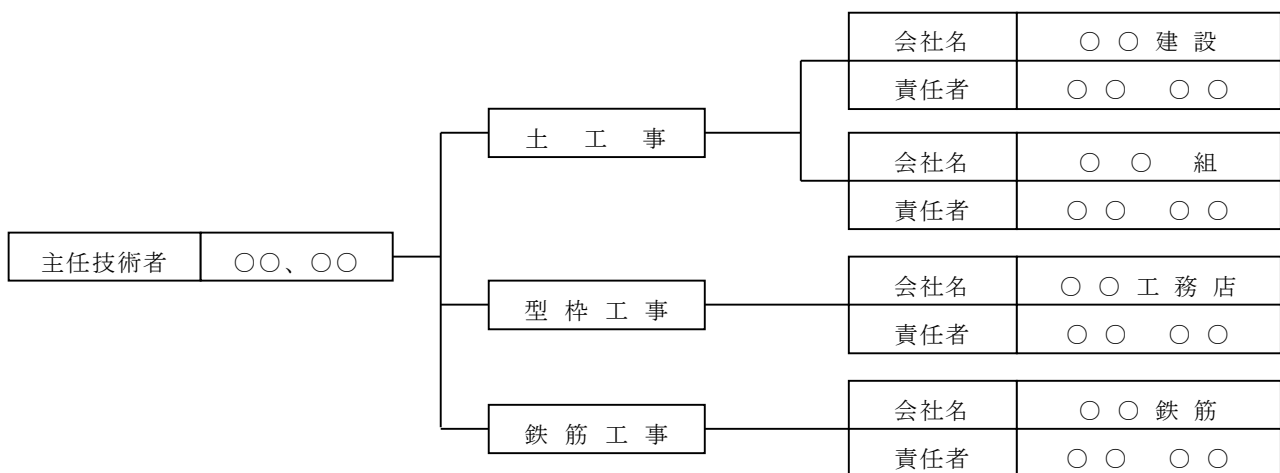 会社名 ○ ○ 建 設
責任者 ○ ○ ○ ○
土 工 事
会社名 ○ ○ 組
責任者 ○ ○ ○ ○
主任技術者 ○○、○○
会社名 ○ ○ 工 務 店
型 枠 工 事
責任者 ○ ○ ○ ○
会社名 ○ ○ 鉄 筋
鉄 筋 工 事
責任者 ○ ○ ○ ○